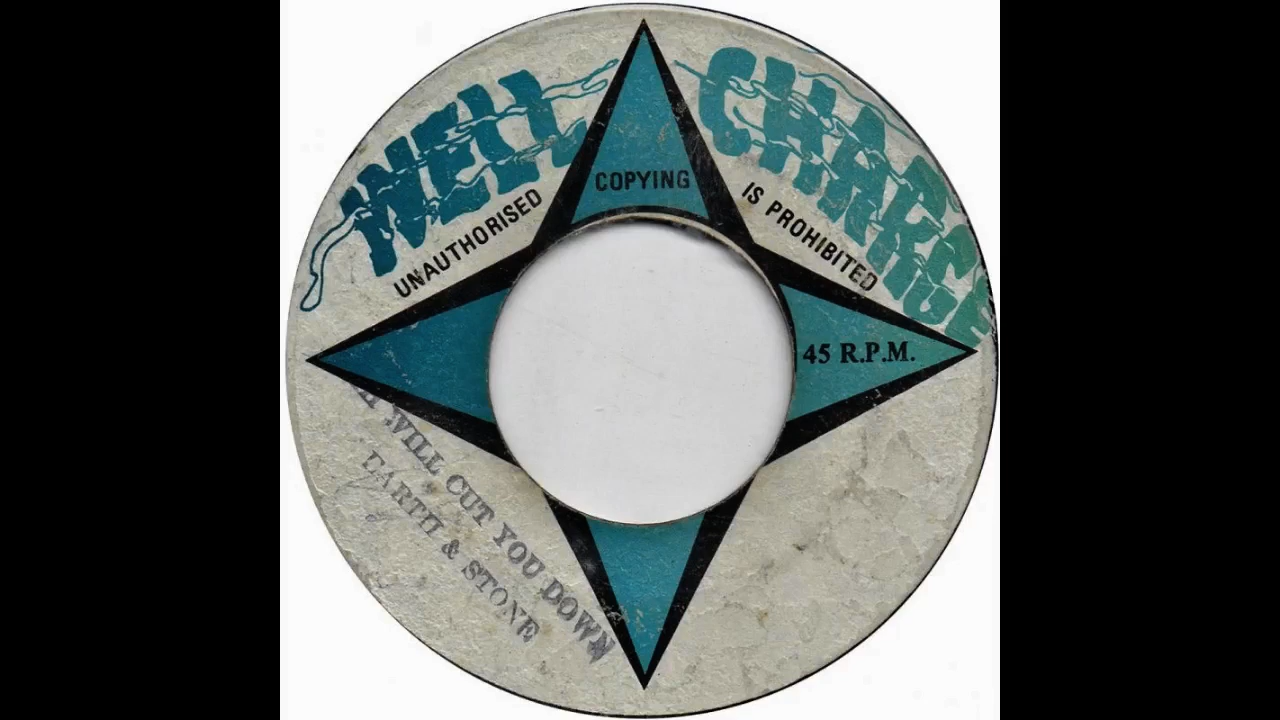 WELL CHARGE
UNAUTHORISED COPYING IS PROHIBITED
45 R.P.M.
WILL CUT YOU DOWN
EARTH & STONE